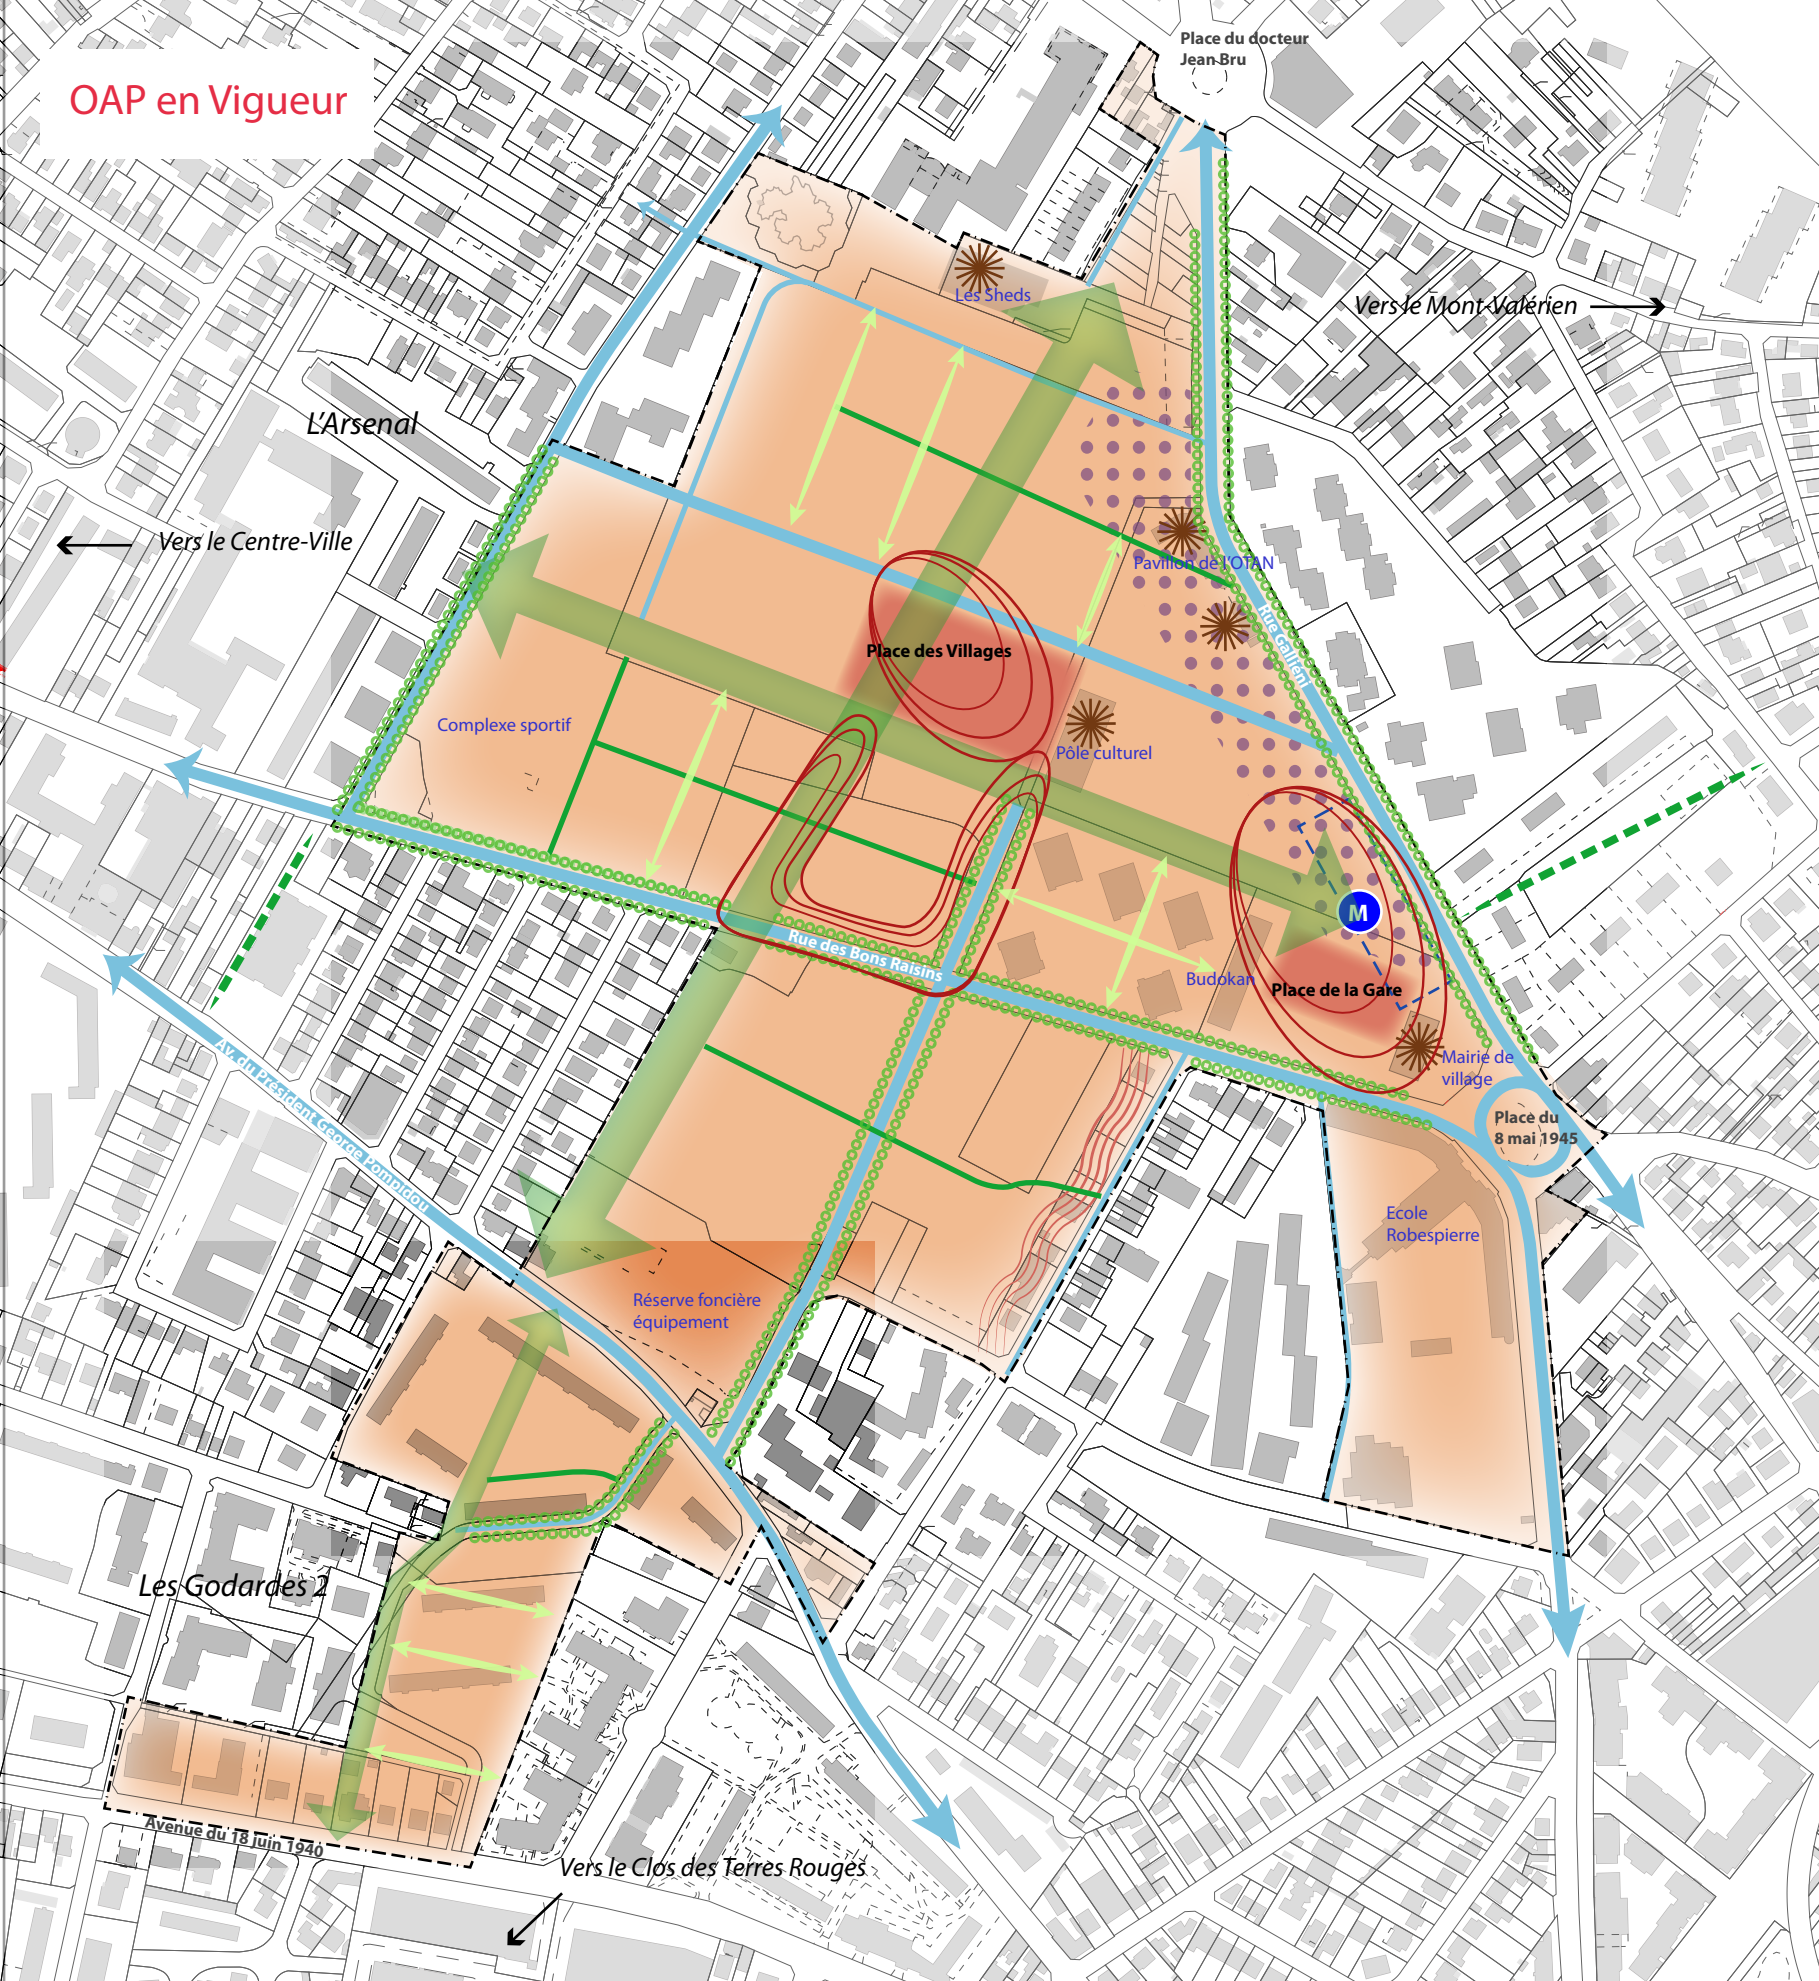 Place du docteur
Jean Bru
OAP en Vigueur
Les Sheds
Vers le Mont-Valérien
L'Arsenal
Vers le Centre-Ville
Pavillon de l'OTAN
Rue Gallieni
Place des Villages
Complexe sportif
Pôle culturel
M
Rue des Bons Raisins
Budokan
Place de la Gare
Mairie de
village
Av. du Président George Pompidou
Place du
8 mai 1945
Ecole
Robespierre
Réserve foncière
équipement
Les Godardes 2
Avenue du 18 juin 1940
Vers le Clos des Terres Rouges